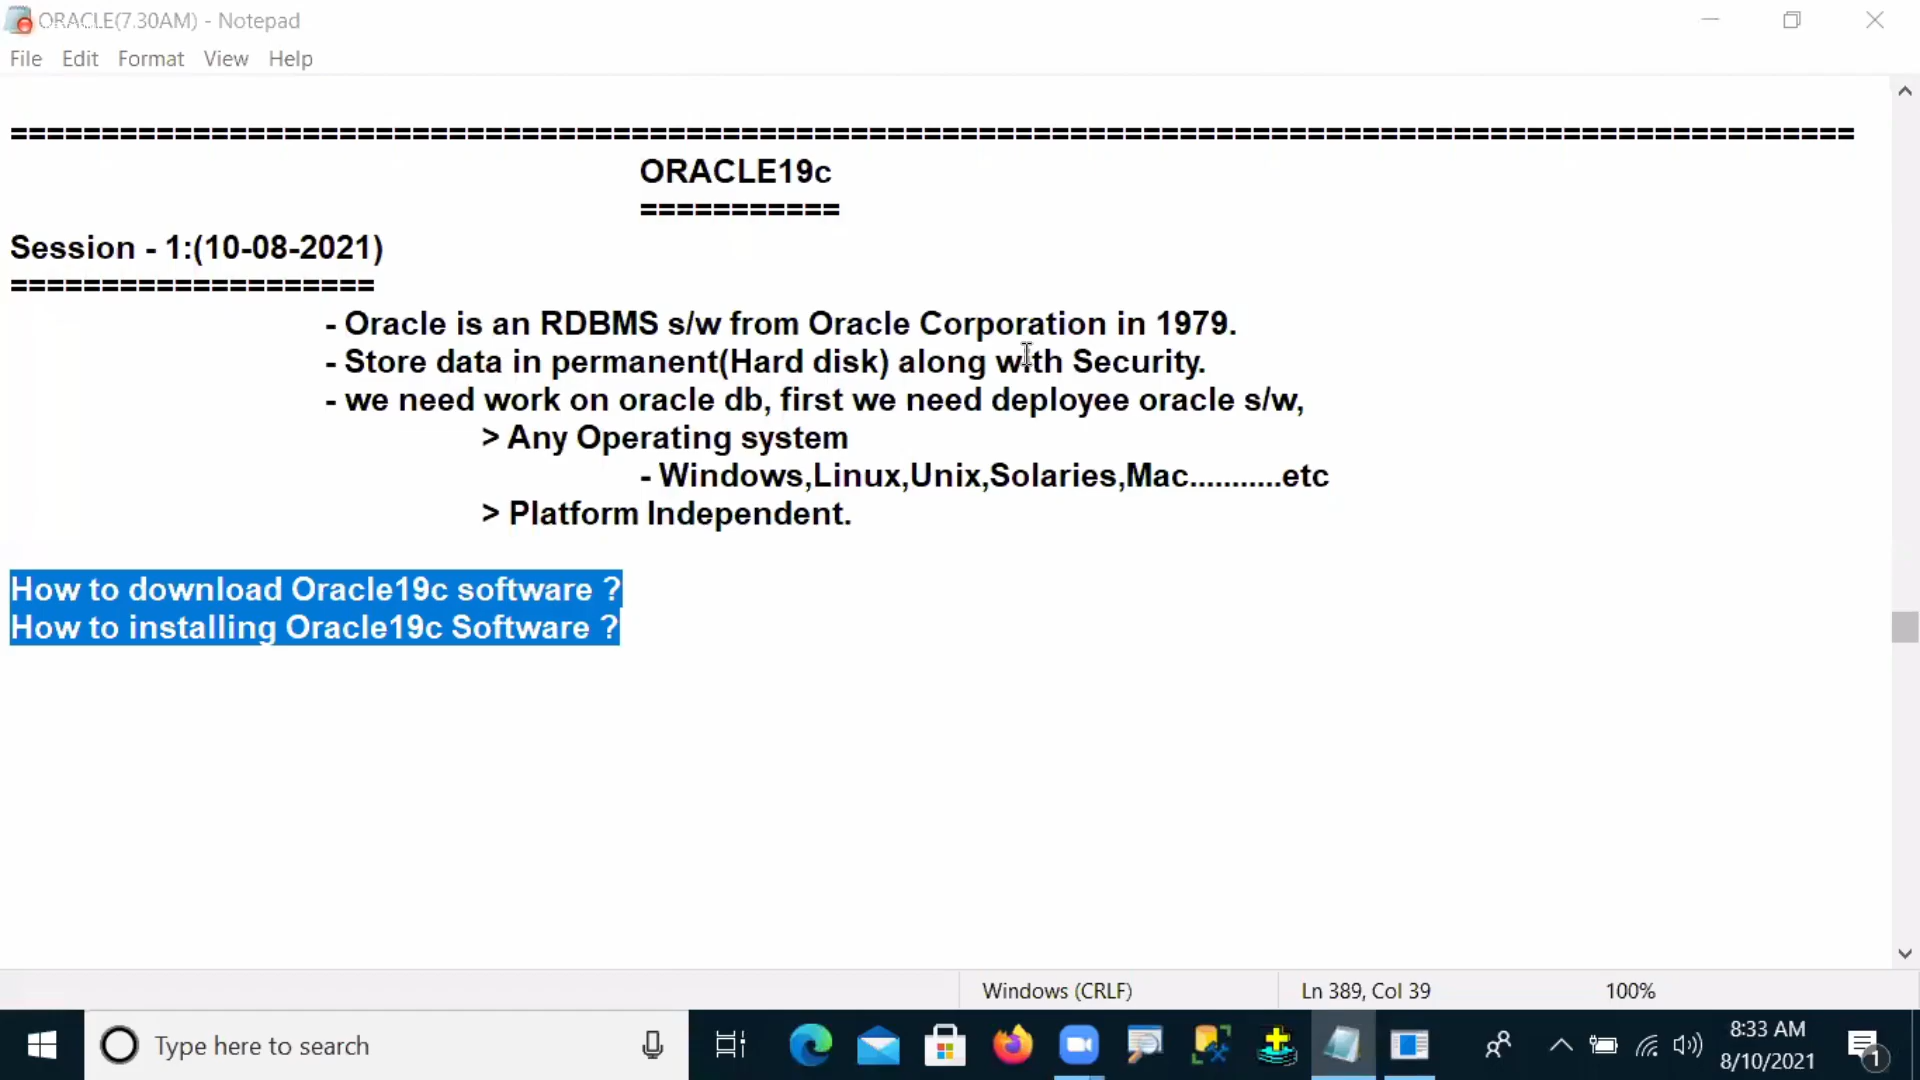 ORACLE(7.30AM) - Notepad
File Edit Format View Help
=====================================================================================================
ORACLE19c
===========
Session - 1:(10-08-2021)
====================
- Oracle is an RDBMS s/w from Oracle Corporation in 1979.
- Store data in permanent(Hard disk) along with Security.
- we need work on oracle db, first we need deployee oracle s/w,
> Any Operating system
- Windows,Linux,Unix,Solaries,Mac...........etc
> Platform Independent.
How to download Oracle19c software ?
How to installing Oracle19c Software ?
Windows (CRLF) Ln 389, Col 39 100%
Type here to search
8:33 AM
8/10/2021
1